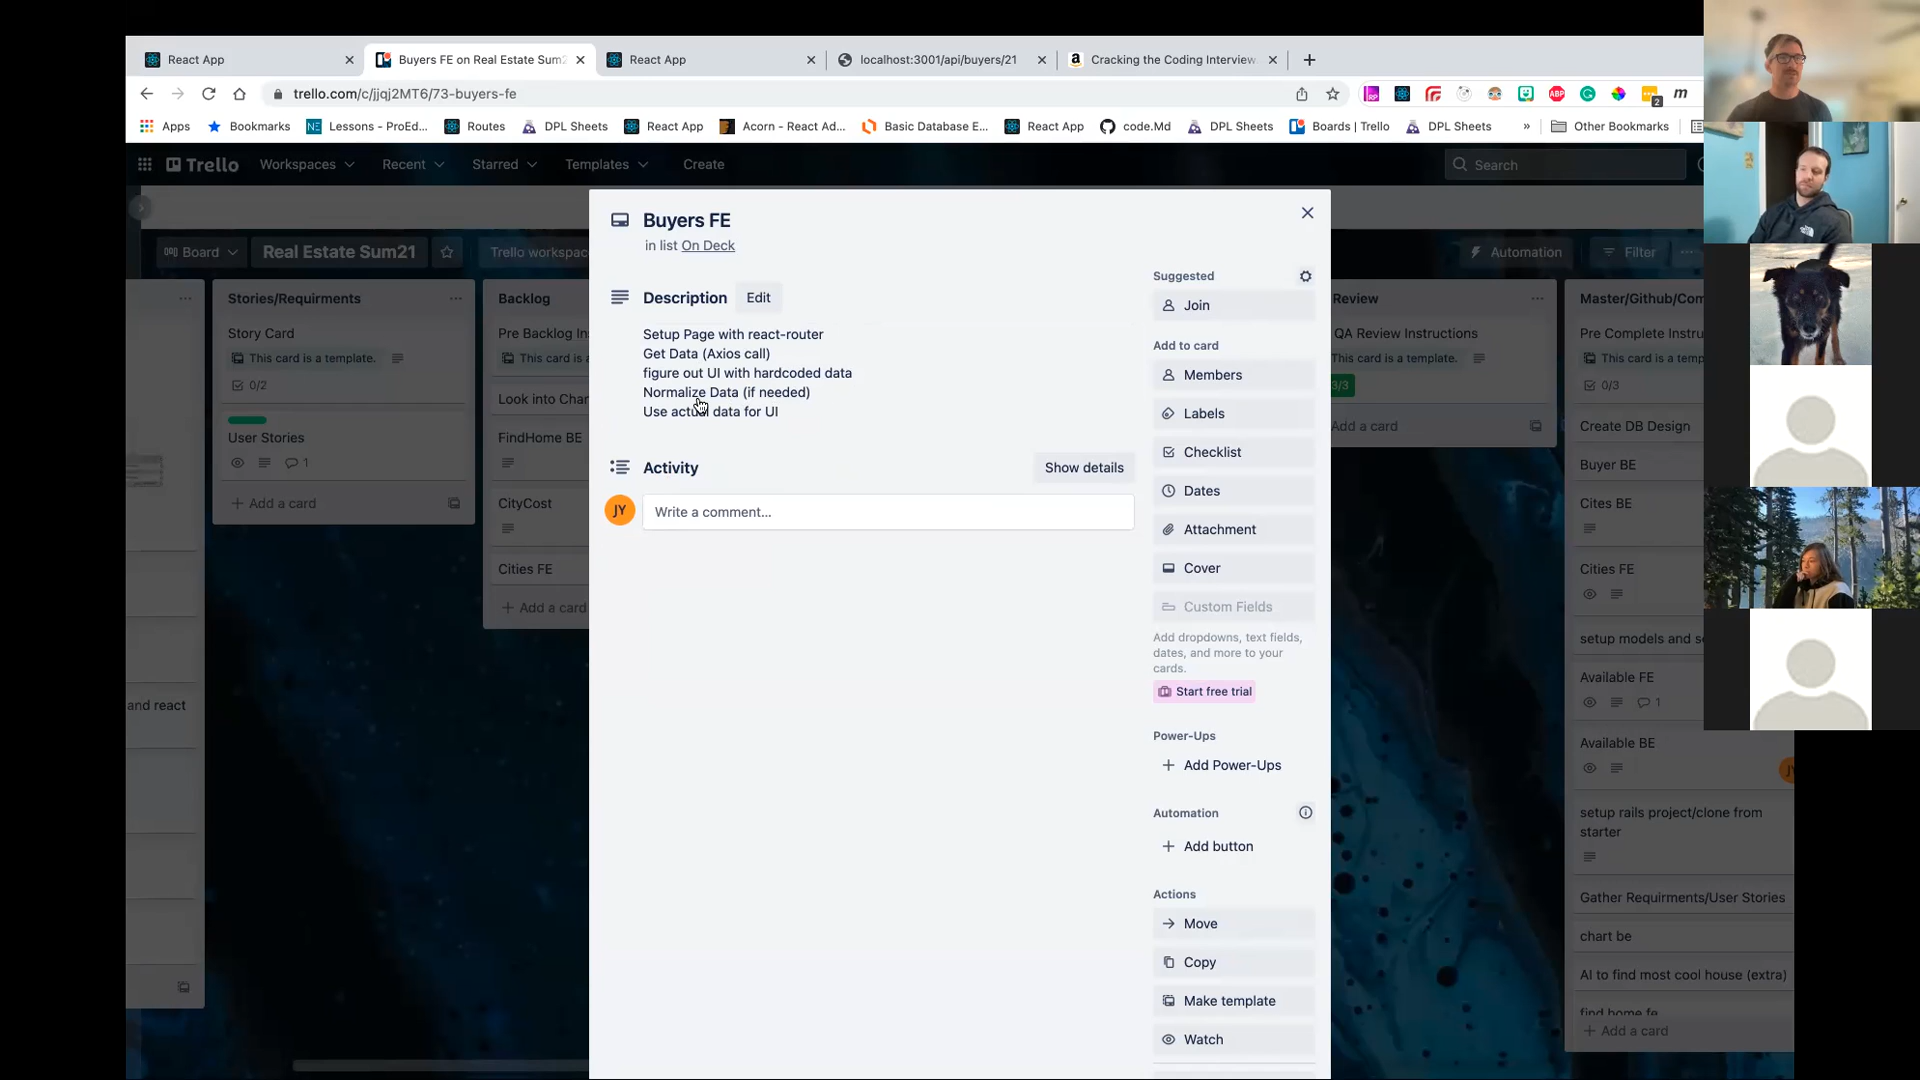 React App
Buyers FE on Real Estate Sum2
React App
localhost:3001/api/buyers/21
Cracking the Coding Interview
trello.com/c/jjqj2MT6/73-buyers-fe
ABP
2
m
Apps
Bookmarks
Lessons - ProEd...
Routes
DPL Sheets
React App
Acorn - React Ad...
Basic Database E...
React App
code.Md
DPL Sheets
Boards | Trello
DPL Sheets
»
Other Bookmarks
Trello
Workspaces
Recent
Starred
Templates
Create
Search
Board
Real Estate Sum21
Trello workspac
Automation
Filter
Stories/Requirments
Story Card
This card is a template.
0/2
User Stories
1
+ Add a card
and react
Backlog
Pre Backlog Ins
Look into Char
FindHome BE
CityCost
Cities FE
+ Add a card
Buyers FE
in list On Deck
Description
Edit
Setup Page with react-router
Get Data (Axios call)
figure out UI with hardcoded data
Normalize Data (if needed)
Use actual data for UI
Activity
Show details
JY
Write a comment...
Suggested
Join
Add to card
Members
Labels
Checklist
Dates
Attachment
Cover
Custom Fields
Add dropdowns, text fields,
dates, and more to your
cards.
Start free trial
Power-Ups
+ Add Power-Ups
Automation
+ Add button
Actions
Move
Copy
Make template
Watch
Review
QA Review Instructions
This card is a template.
3/3
Add a card
Master/Github/Com
Pre Complete Instru
This card is a temp
0/3
Create DB Design
Buyer BE
Cites BE
Cities FE
setup models and se
Available FE
1
Available BE
setup rails project/clone from
starter
Gather Requirments/User Stories
chart be
AI to find most cool house (extra)
find home fe
+ Add a card